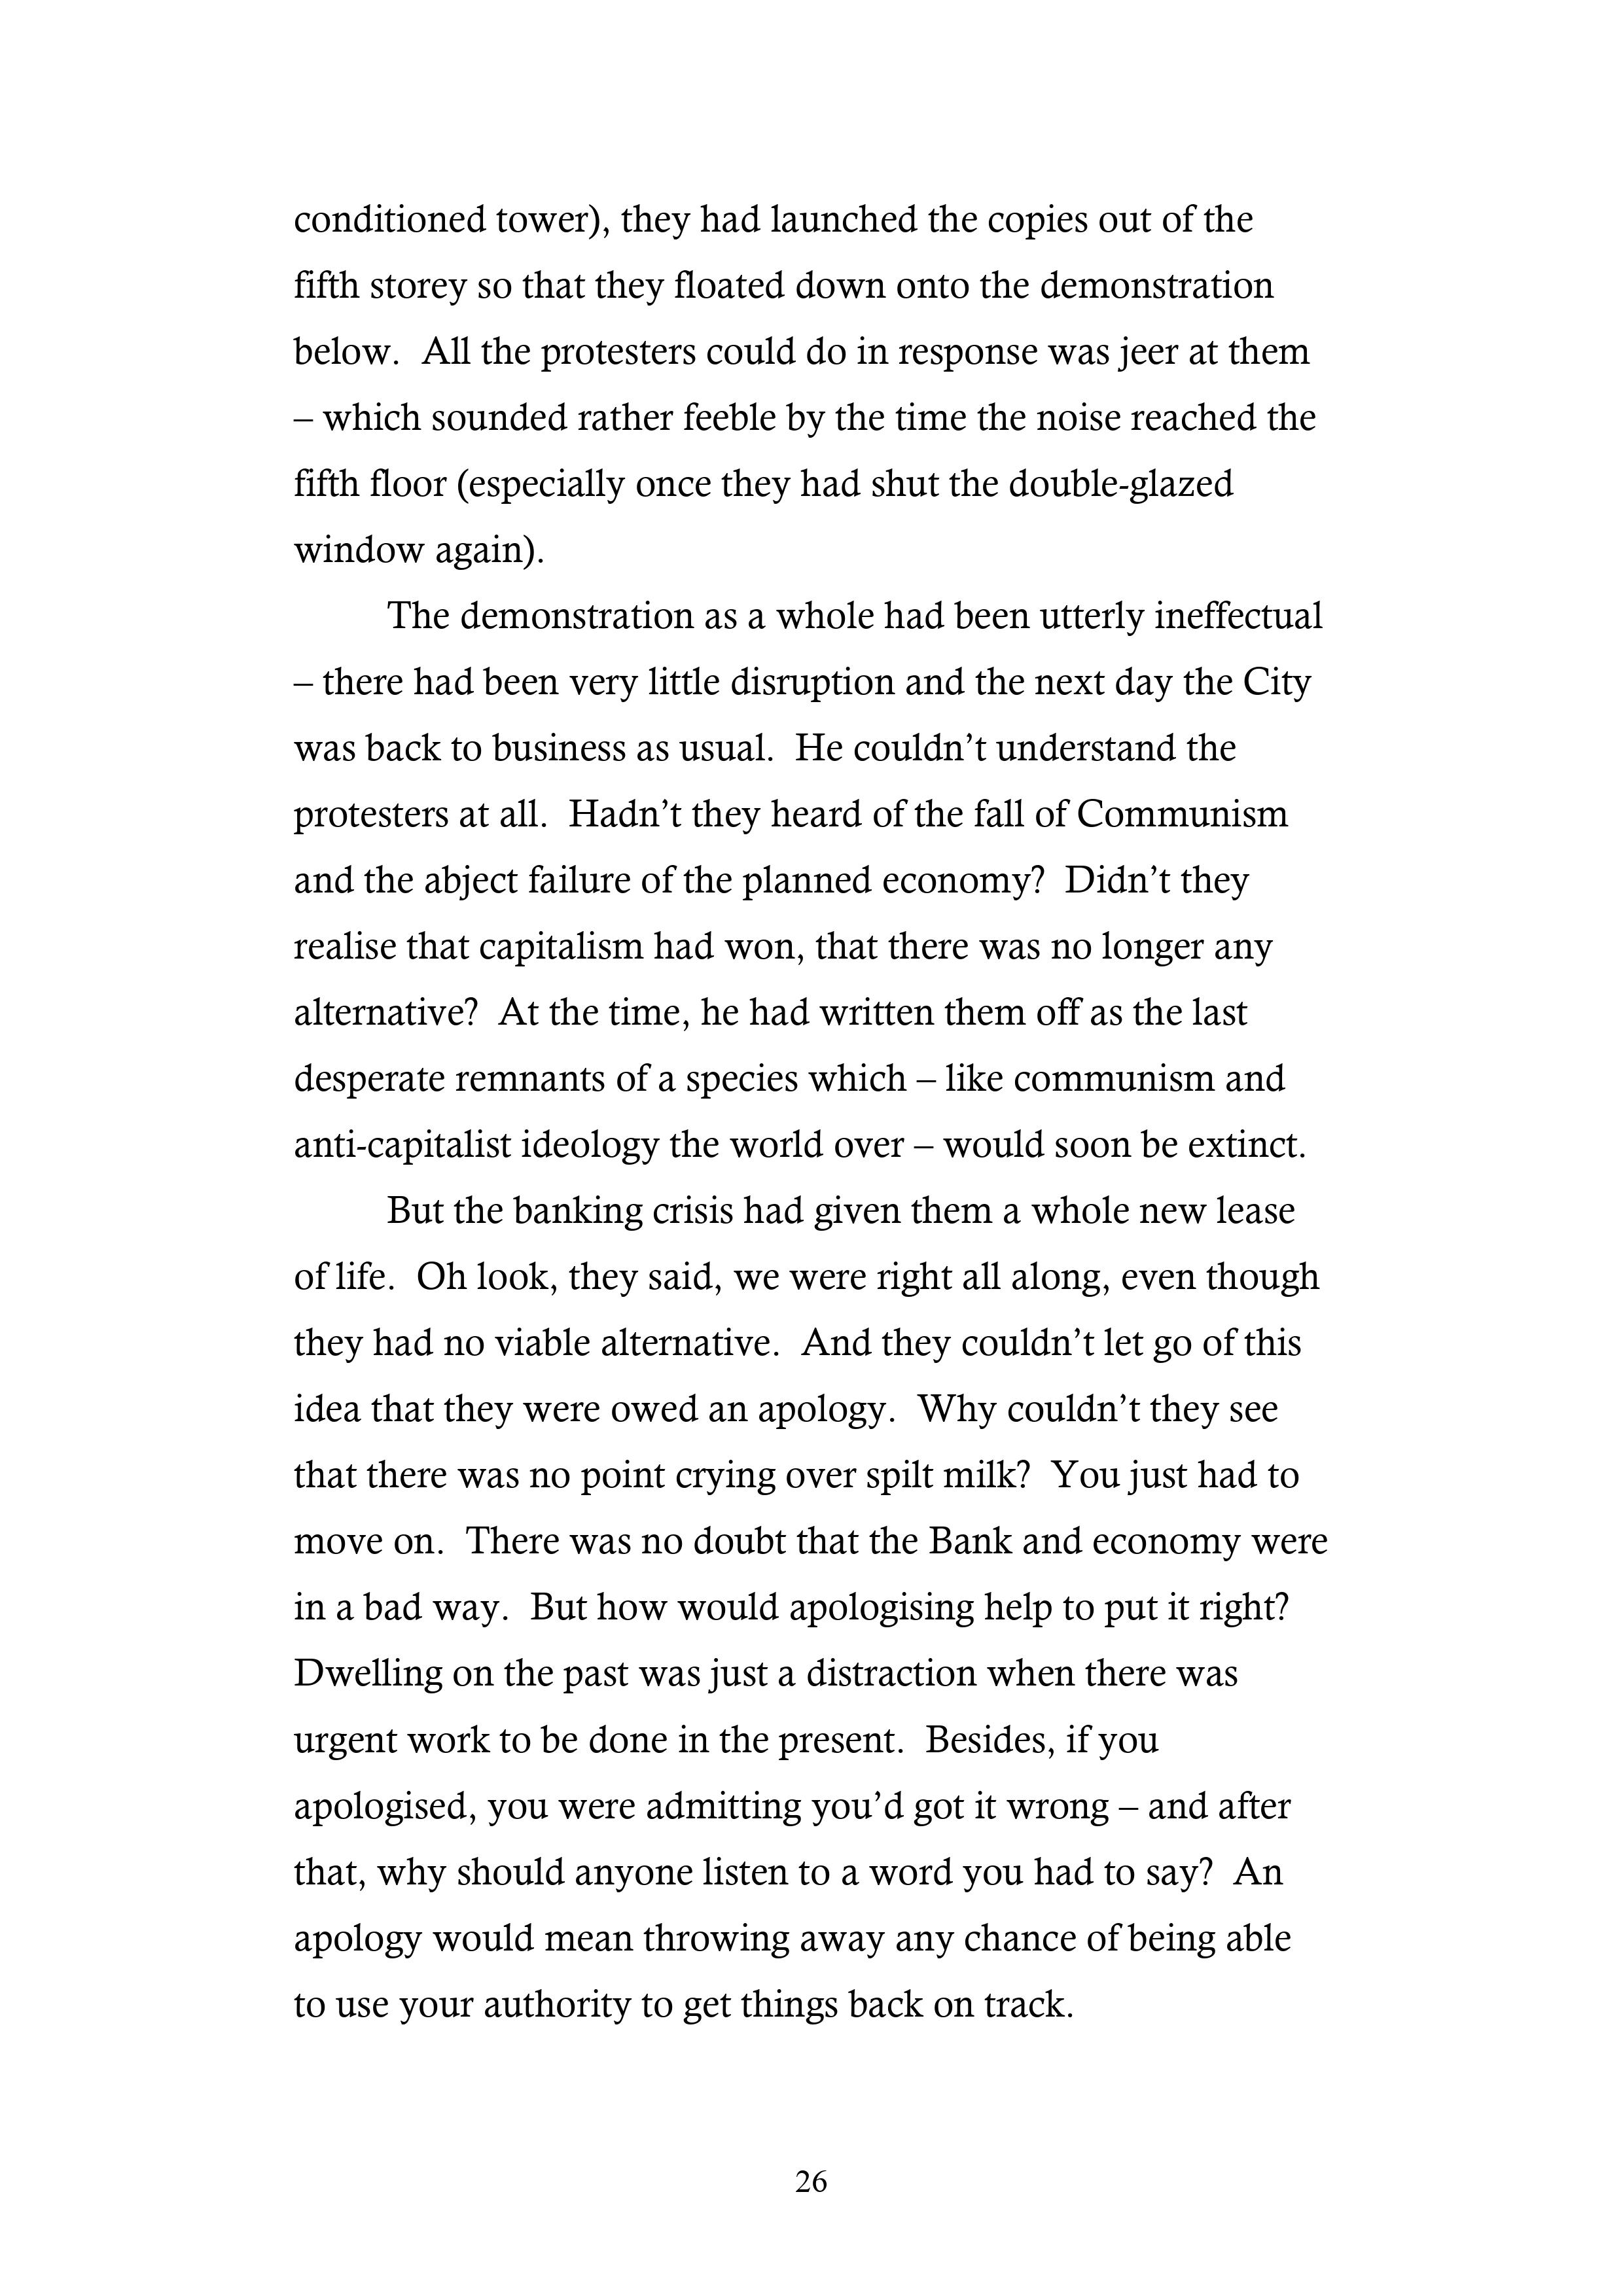 conditioned tower), they had launched the copies out of the
fifth storey so that they floated down onto the demonstration
below.  All the protesters could do in response was jeer at them
– which sounded rather feeble by the time the noise reached the
fifth floor (especially once they had shut the double-glazed
window again).
The demonstration as a whole had been utterly ineffectual
– there had been very little disruption and the next day the City
was back to business as usual.  He couldn’t understand the
protesters at all.  Hadn’t they heard of the fall of Communism
and the abject failure of the planned economy?  Didn’t they
realise that capitalism had won, that there was no longer any
alternative?  At the time, he had written them off as the last
desperate remnants of a species which – like communism and
anti-capitalist ideology the world over – would soon be extinct.
But the banking crisis had given them a whole new lease
of life.  Oh look, they said, we were right all along, even though
they had no viable alternative.  And they couldn’t let go of this
idea that they were owed an apology.  Why couldn’t they see
that there was no point crying over spilt milk?  You just had to
move on.  There was no doubt that the Bank and economy were
in a bad way.  But how would apologising help to put it right?
Dwelling on the past was just a distraction when there was
urgent work to be done in the present.  Besides, if you
apologised, you were admitting you’d got it wrong – and after
that, why should anyone listen to a word you had to say?  An
apology would mean throwing away any chance of being able
to use your authority to get things back on track.
26